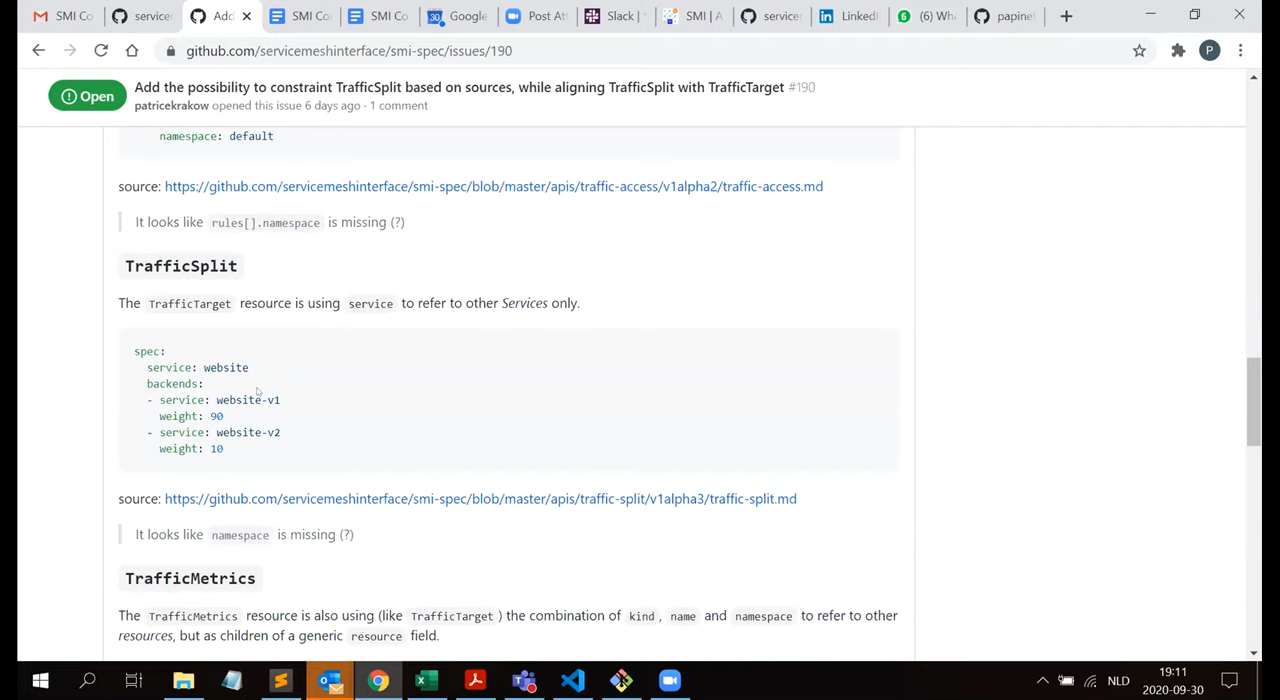 SMI Co
service
Add
SMI Co
SMI Co
Google
Post Att
Slack |
SMI | A
service
LinkedI
(6) Wha
papinet
github.com/servicemeshinterface/smi-spec/issues/190
P
Open
Add the possibility to constraint TrafficSplit based on sources, while aligning TrafficSplit with TrafficTarget #190
patricekrakow opened this issue 6 days ago · 1 comment
namespace: default
source: https://github.com/servicemeshinterface/smi-spec/blob/master/apis/traffic-access/v1alpha2/traffic-access.md
It looks like rules[].namespace is missing (?)
TrafficSplit
The TrafficTarget resource is using service to refer to other Services only.
spec:
service: website
backends:
- service: website-v1
weight: 90
- service: website-v2
weight: 10
source: https://github.com/servicemeshinterface/smi-spec/blob/master/apis/traffic-split/v1alpha3/traffic-split.md
It looks like namespace is missing (?)
TrafficMetrics
The TrafficMetrics resource is also using (like TrafficTarget ) the combination of kind , name and namespace to refer to other
resources, but as children of a generic resource field.
NLD
19:11
2020-09-30